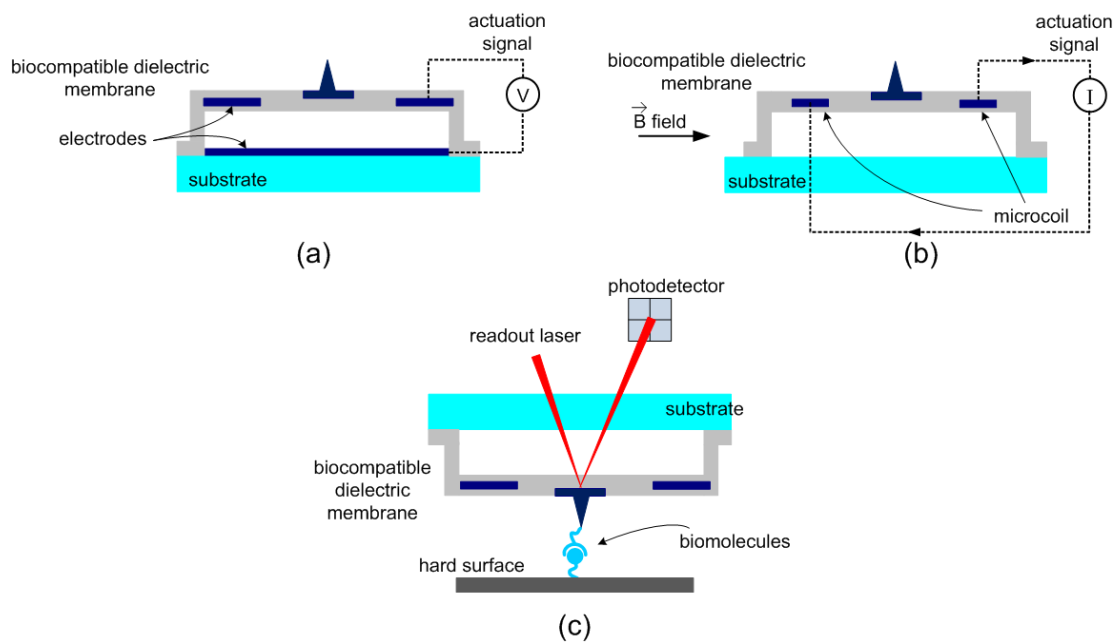 actuation
signal
biocompatible dielectric
membrane
V
electrodes
substrate
(a)
actuation
signal
biocompatible dielectric
membrane
I
B field
substrate
microcoil
(b)
photodetector
readout laser
substrate
biocompatible
dielectric
membrane
biomolecules
hard surface
(c)